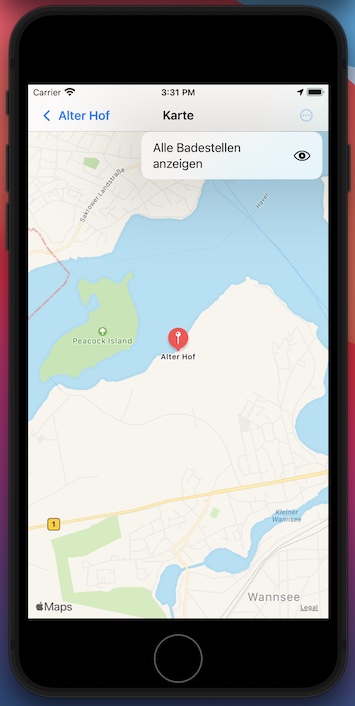 Carrier 3:31 PM
Alter Hof Karte
Alle Badestellen
anzeigen
Sakrower Landstraße
Havel
Peacock Island
Alter Hof
1
Kleiner
Wannsee
Wannsee
Maps
Legal